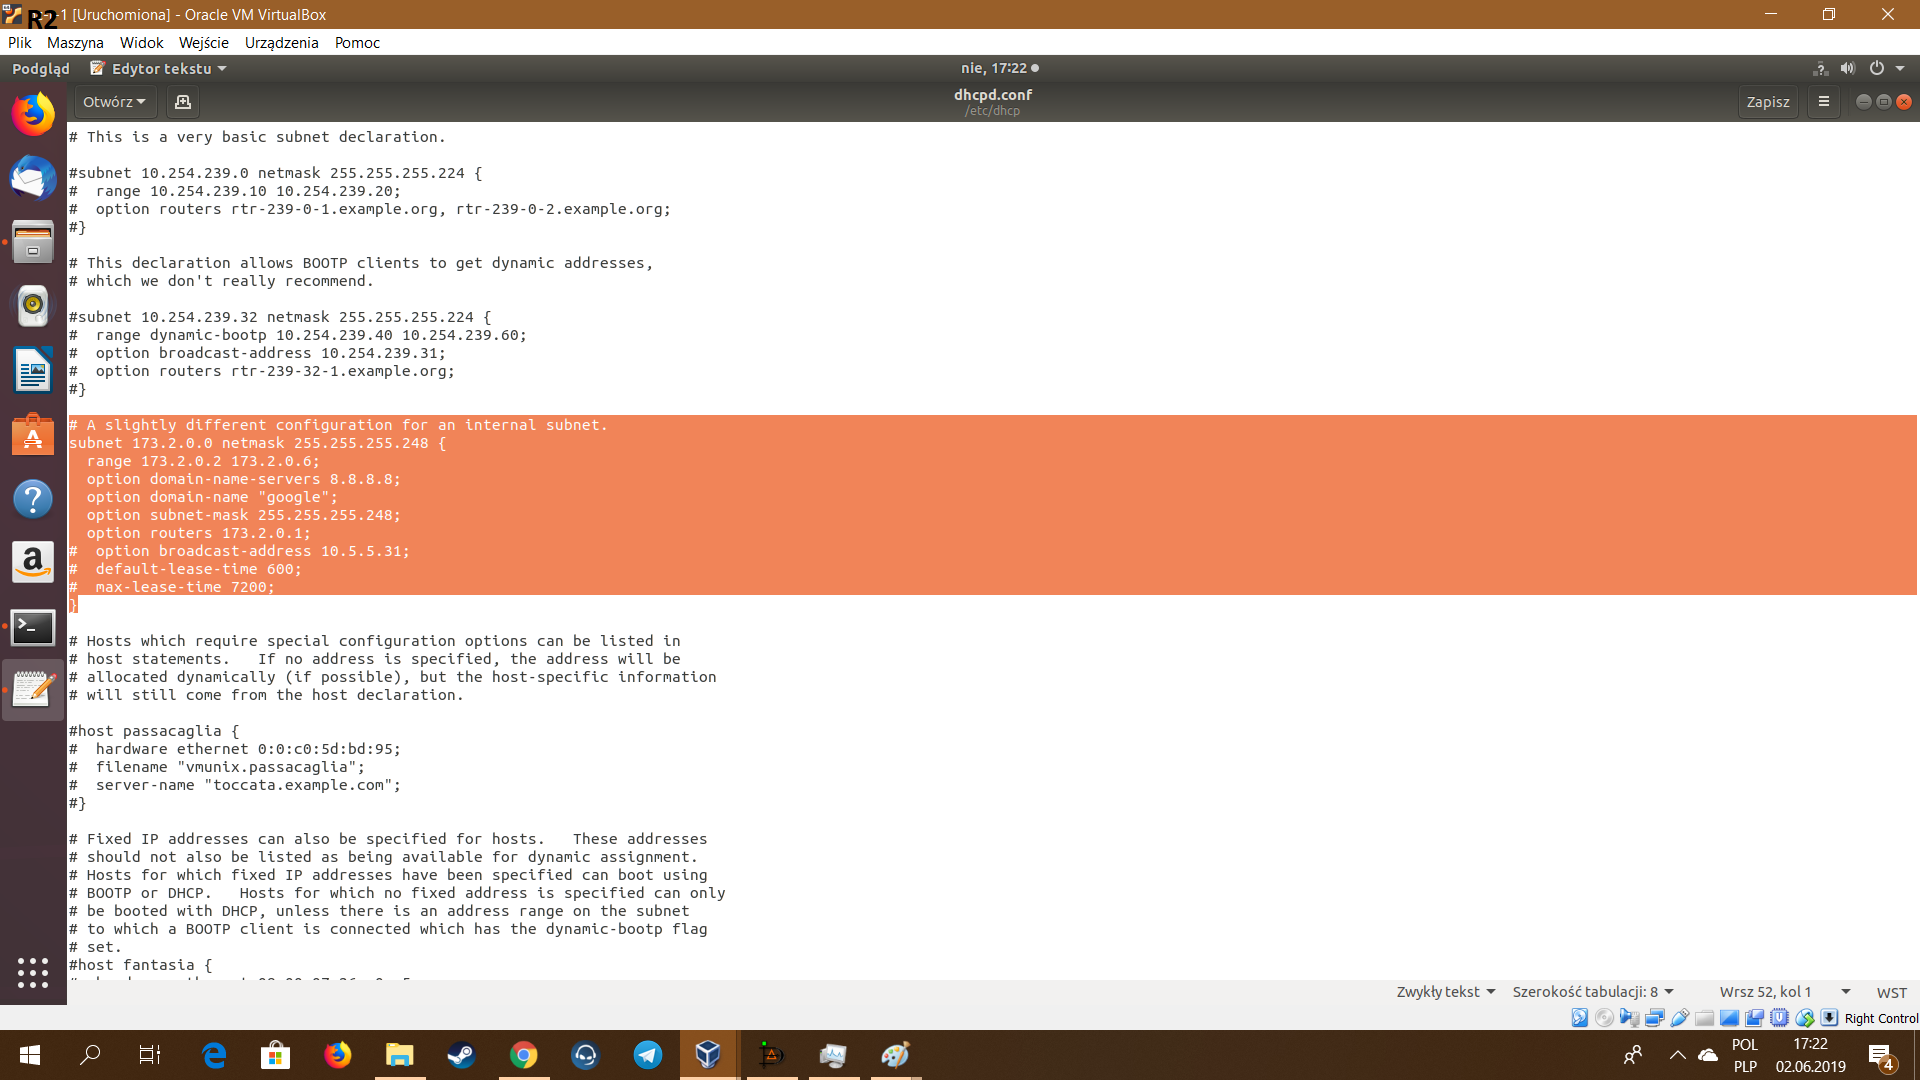 R2
-1 [Uruchomiona] - Oracle VM VirtualBox
Plik Maszyna Widok Wejście Urządzenia Pomoc
Podgląd Edytor tekstu nie, 17:22
Otwórz dhcpd.conf Zapisz
/etc/dhcp
# This is a very basic subnet declaration.
#subnet 10.254.239.0 netmask 255.255.255.224 {
#  range 10.254.239.10 10.254.239.20;
#  option routers rtr-239-0-1.example.org, rtr-239-0-2.example.org;
#}
# This declaration allows BOOTP clients to get dynamic addresses,
# which we don't really recommend.
#subnet 10.254.239.32 netmask 255.255.255.224 {
#  range dynamic-bootp 10.254.239.40 10.254.239.60;
#  option broadcast-address 10.254.239.31;
#  option routers rtr-239-32-1.example.org;
#}
# A slightly different configuration for an internal subnet.
subnet 173.2.0.0 netmask 255.255.255.248 {
  range 173.2.0.2 173.2.0.6;
  option domain-name-servers 8.8.8.8;
  option domain-name "google";
  option subnet-mask 255.255.255.248;
  option routers 173.2.0.1;
#  option broadcast-address 10.5.5.31;
#  default-lease-time 600;
#  max-lease-time 7200;
}
# Hosts which require special configuration options can be listed in
# host statements.   If no address is specified, the address will be
# allocated dynamically (if possible), but the host-specific information
# will still come from the host declaration.
#host passacaglia {
#  hardware ethernet 0:0:c0:5d:bd:95;
#  filename "vmunix.passacaglia";
#  server-name "toccata.example.com";
#}
# Fixed IP addresses can also be specified for hosts.   These addresses
# should not also be listed as being available for dynamic assignment.
# Hosts for which fixed IP addresses have been specified can boot using
# BOOTP or DHCP.   Hosts for which no fixed address is specified can only
# be booted with DHCP, unless there is an address range on the subnet
# to which a BOOTP client is connected which has the dynamic-bootp flag
# set.
#host fantasia {
Zwykły tekst Szerokość tabulacji: 8 Wrsz 52, kol 1 WST
Right Control
POL 17:22
PLP 02.06.2019 4